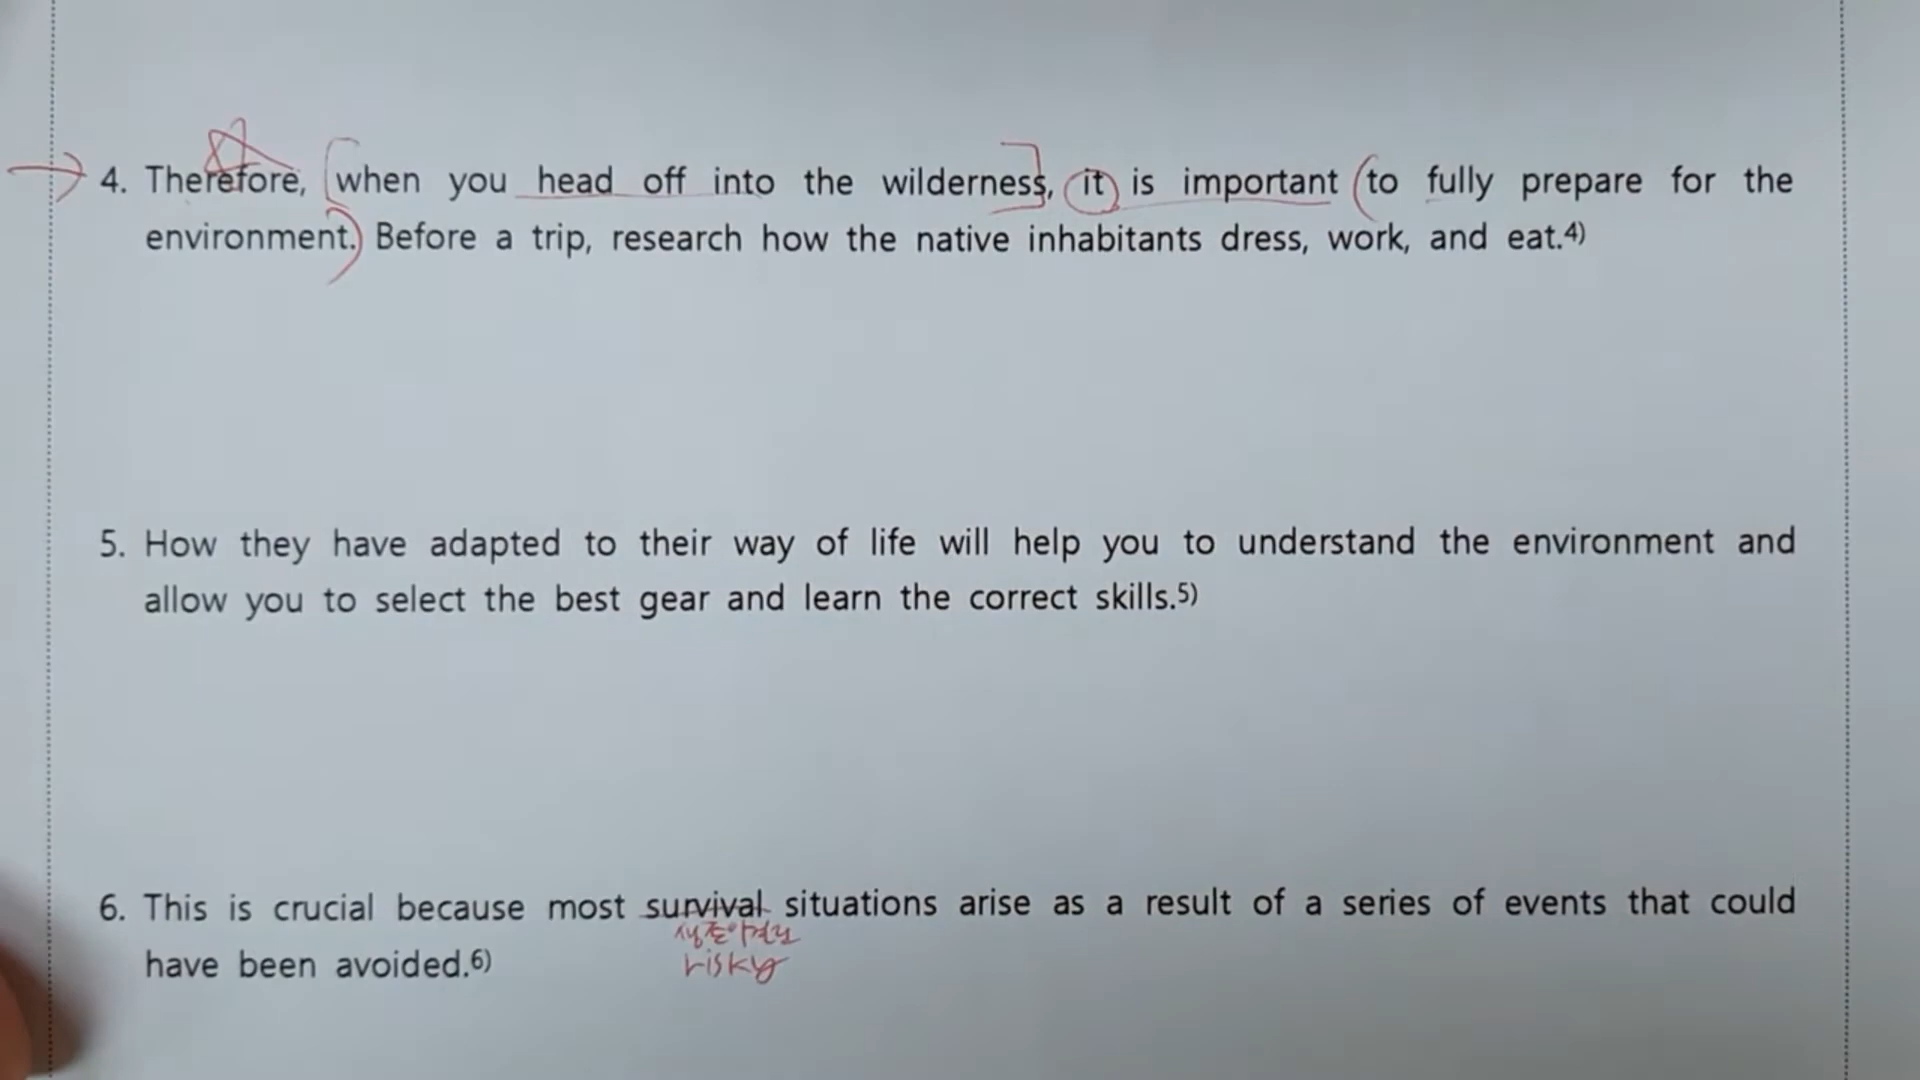 4. Therefore, when you head off into the wilderness, it is important to fully prepare for the
environment. Before a trip, research how the native inhabitants dress, work, and eat.4)
5. How they have adapted to their way of life will help you to understand the environment and
allow you to select the best gear and learn the correct skills.5)
6. This is crucial because most survival situations arise as a result of a series of events that could
have been avoided.6)
risky